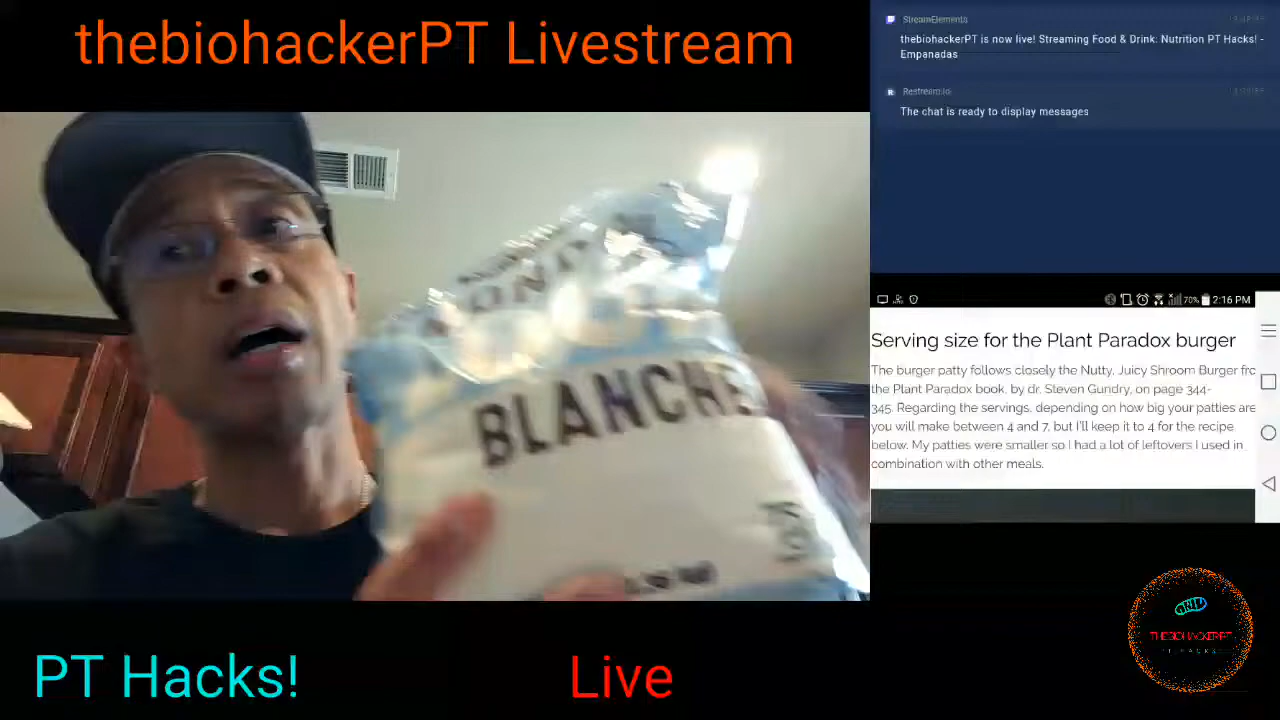 thebiohackerPT Livestream
StreamElements
thebiohackerPT is now live! Streaming Food & Drink: Nutrition PT Hacks! -
Empanadas
Restream.io
The chat is ready to display messages
70% 2:16 PM
Serving size for the Plant Paradox burger
The burger patty follows closely the Nutty, Juicy Shroom Burger fro
the Plant Paradox book, by dr. Steven Gundry, on page 344-
345. Regarding the servings, depending on how big your patties are
you will make between 4 and 7, but I'll keep it to 4 for the recipe
below. My patties were smaller so I had a lot of leftovers I used in
combination with other meals.
BLANCHE
PT Hacks!
Live
THEBIOHACKERPT
PT HACKS